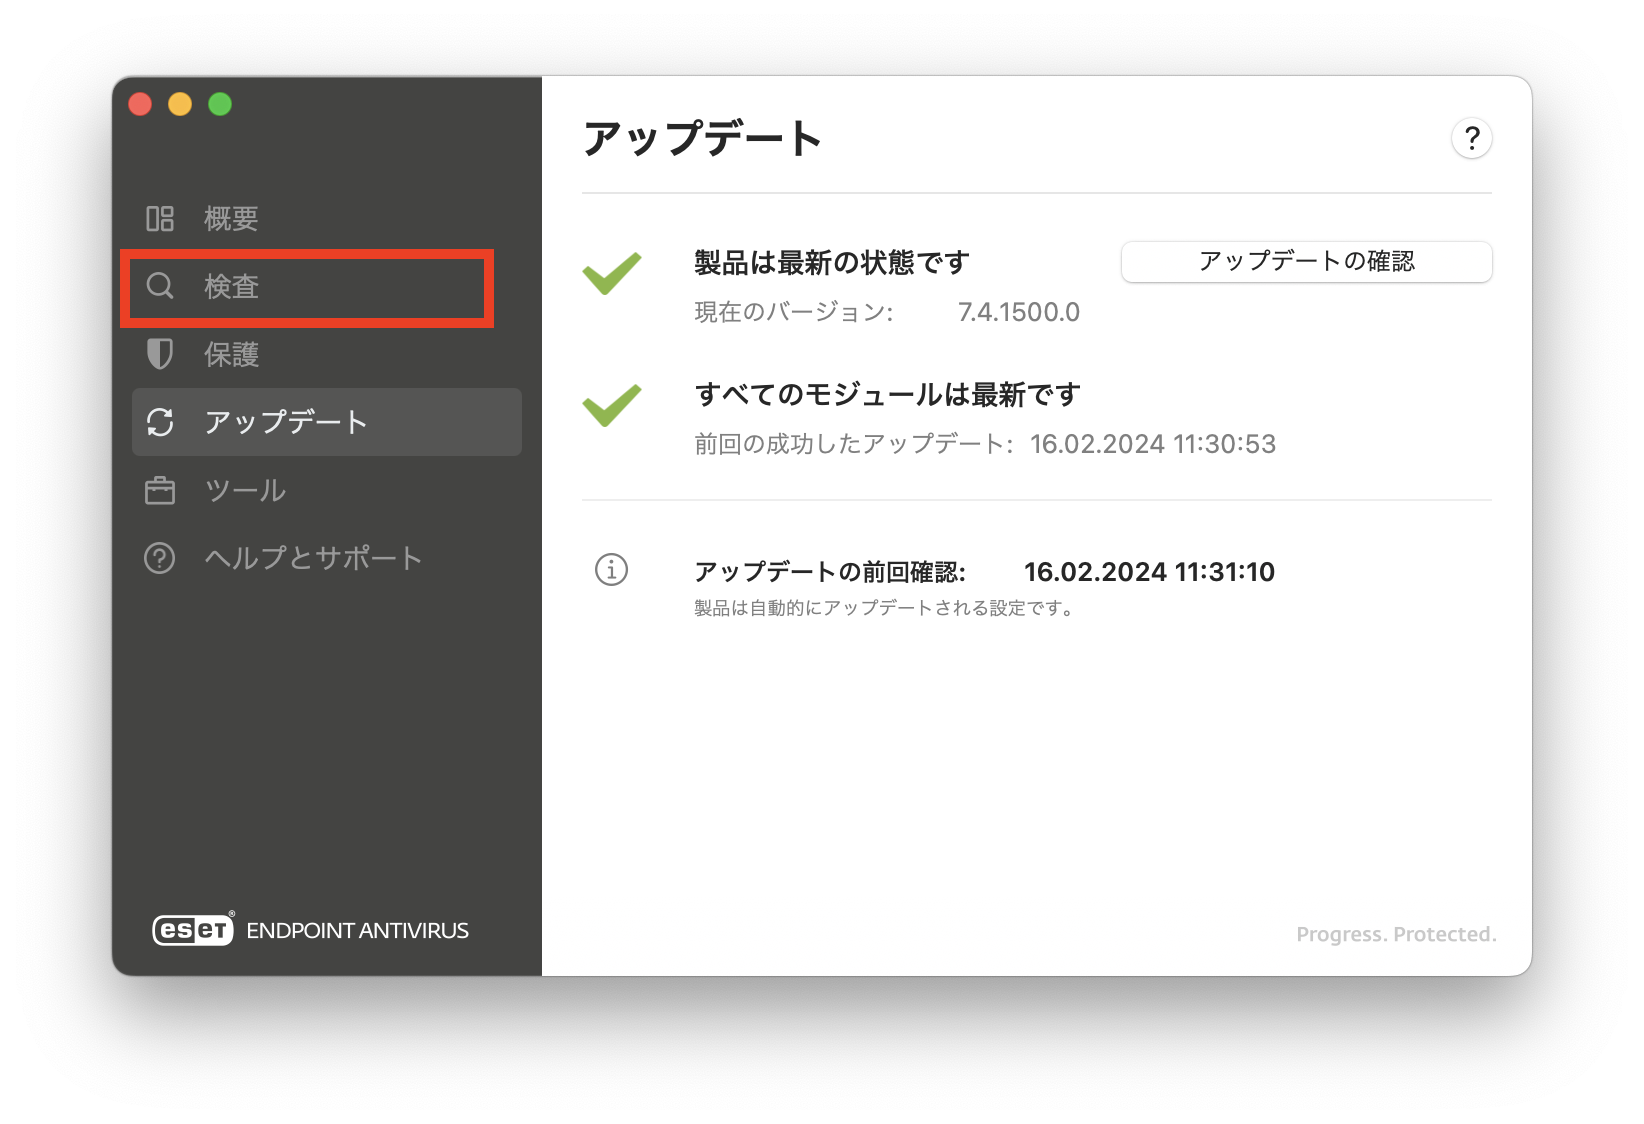 概要
検査
保護
アップデート
ツール
ヘルプとサポート
eseT® ENDPOINT ANTIVIRUS
アップデート
?
製品は最新の状態です
アップデートの確認
現在のバージョン: 7.4.1500.0
すべてのモジュールは最新です
前回の成功したアップデート: 16.02.2024 11:30:53
アップデートの前回確認: 16.02.2024 11:31:10
製品は自動的にアップデートされる設定です。
Progress. Protected.